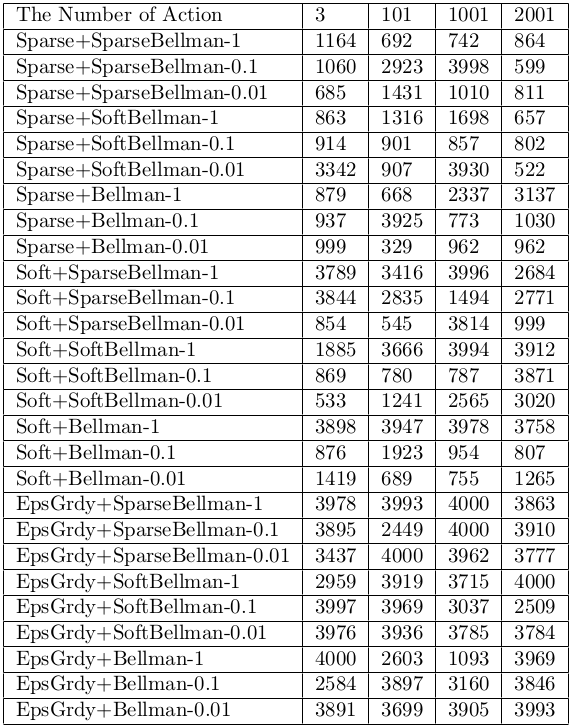 The Number of Action 3 101 1001 2001
Sparse+SparseBellman-1 1164 692 742 864
Sparse+SparseBellman-0.1 1060 2923 3998 599
Sparse+SparseBellman-0.01 685 1431 1010 811
Sparse+SoftBellman-1 863 1316 1698 657
Sparse+SoftBellman-0.1 914 901 857 802
Sparse+SoftBellman-0.01 3342 907 3930 522
Sparse+Bellman-1 879 668 2337 3137
Sparse+Bellman-0.1 937 3925 773 1030
Sparse+Bellman-0.01 999 329 962 962
Soft+SparseBellman-1 3789 3416 3996 2684
Soft+SparseBellman-0.1 3844 2835 1494 2771
Soft+SparseBellman-0.01 854 545 3814 999
Soft+SoftBellman-1 1885 3666 3994 3912
Soft+SoftBellman-0.1 869 780 787 3871
Soft+SoftBellman-0.01 533 1241 2565 3020
Soft+Bellman-1 3898 3947 3978 3758
Soft+Bellman-0.1 876 1923 954 807
Soft+Bellman-0.01 1419 689 755 1265
EpsGrdy+SparseBellman-1 3978 3993 4000 3863
EpsGrdy+SparseBellman-0.1 3895 2449 4000 3910
EpsGrdy+SparseBellman-0.01 3437 4000 3962 3777
EpsGrdy+SoftBellman-1 2959 3919 3715 4000
EpsGrdy+SoftBellman-0.1 3997 3969 3037 2509
EpsGrdy+SoftBellman-0.01 3976 3936 3785 3784
EpsGrdy+Bellman-1 4000 2603 1093 3969
EpsGrdy+Bellman-0.1 2584 3897 3160 3846
EpsGrdy+Bellman-0.01 3891 3699 3905 3993